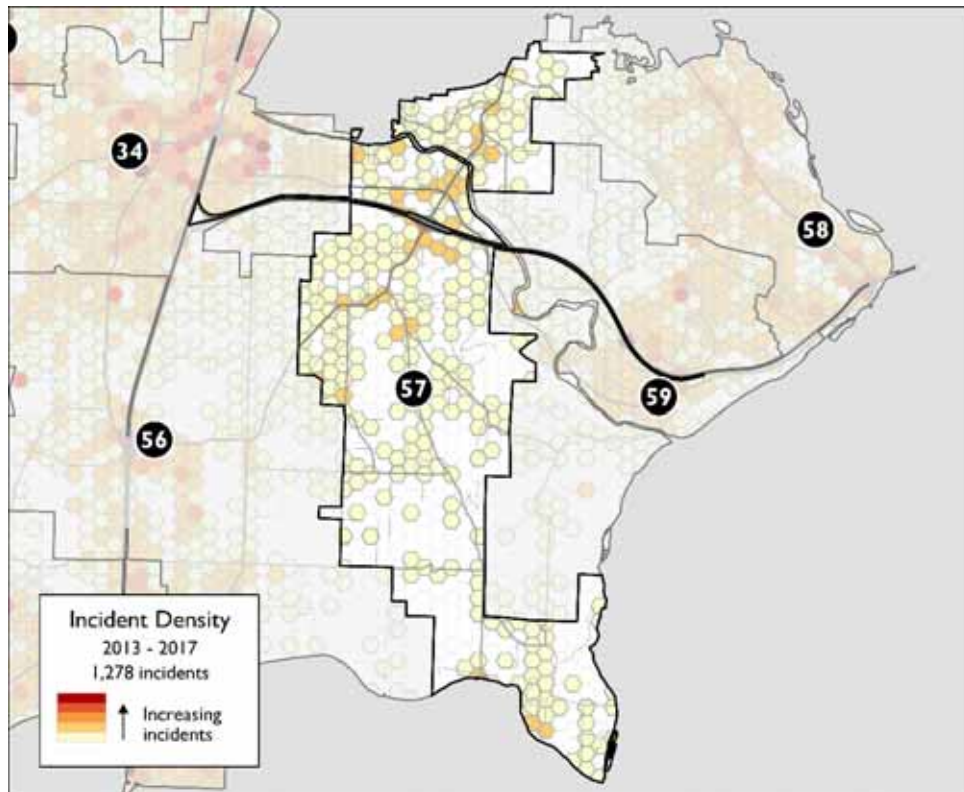 34
58
57
59
56
Incident Density
2013 - 2017
1,278 incidents
Increasing
incidents